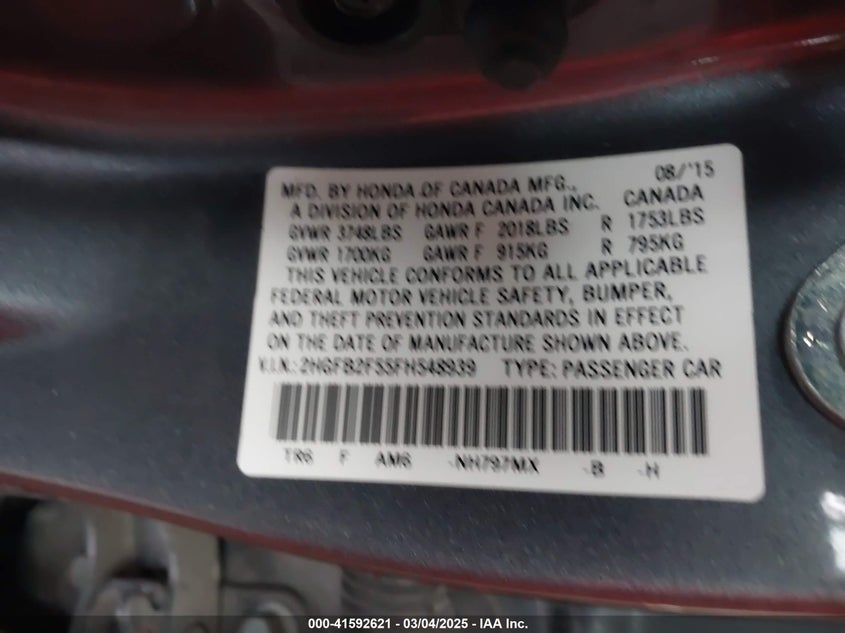 08/'15
MFD. BY HONDA OF CANADA MFG.,
A DIVISION OF HONDA CANADA INC. CANADA
GVWR 3748LBS GAWR F 2018LBS R 1753LBS
GVWR 1700KG GAWR F 915KG R 795KG
THIS VEHICLE CONFORMS TO ALL APPLICABLE
FEDERAL MOTOR VEHICLE SAFETY, BUMPER,
AND THEFT PREVENTION STANDARDS IN EFFECT
ON THE DATE OF MANUFACTURE SHOWN ABOVE.
V.I.N.: 2HGFB2F55FH548939 TYPE: PASSENGER CAR
TR6 F AM6 -NH797MX -B -H
000-41592621 - 03/04/2025 - IAA Inc.